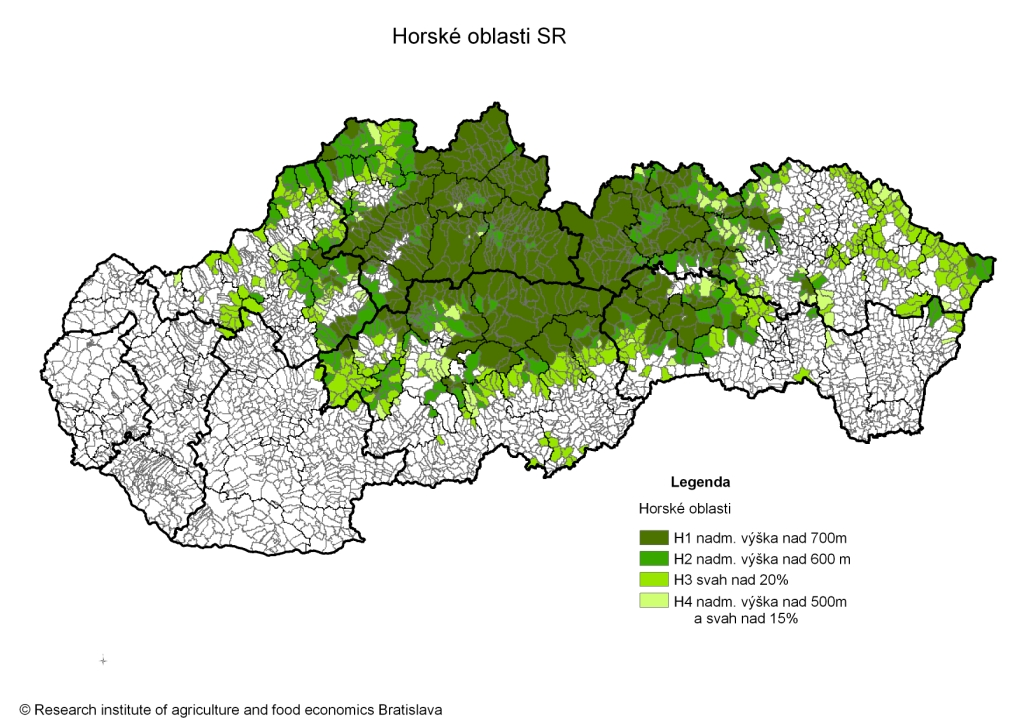 Horské oblasti SR
Legenda
Horské oblasti
H1 nadm. výška nad 700m
H2 nadm. výška nad 600 m
H3 svah nad 20%
H4 nadm. výška nad 500m
a svah nad 15%
© Research institute of agriculture and food economics Bratislava